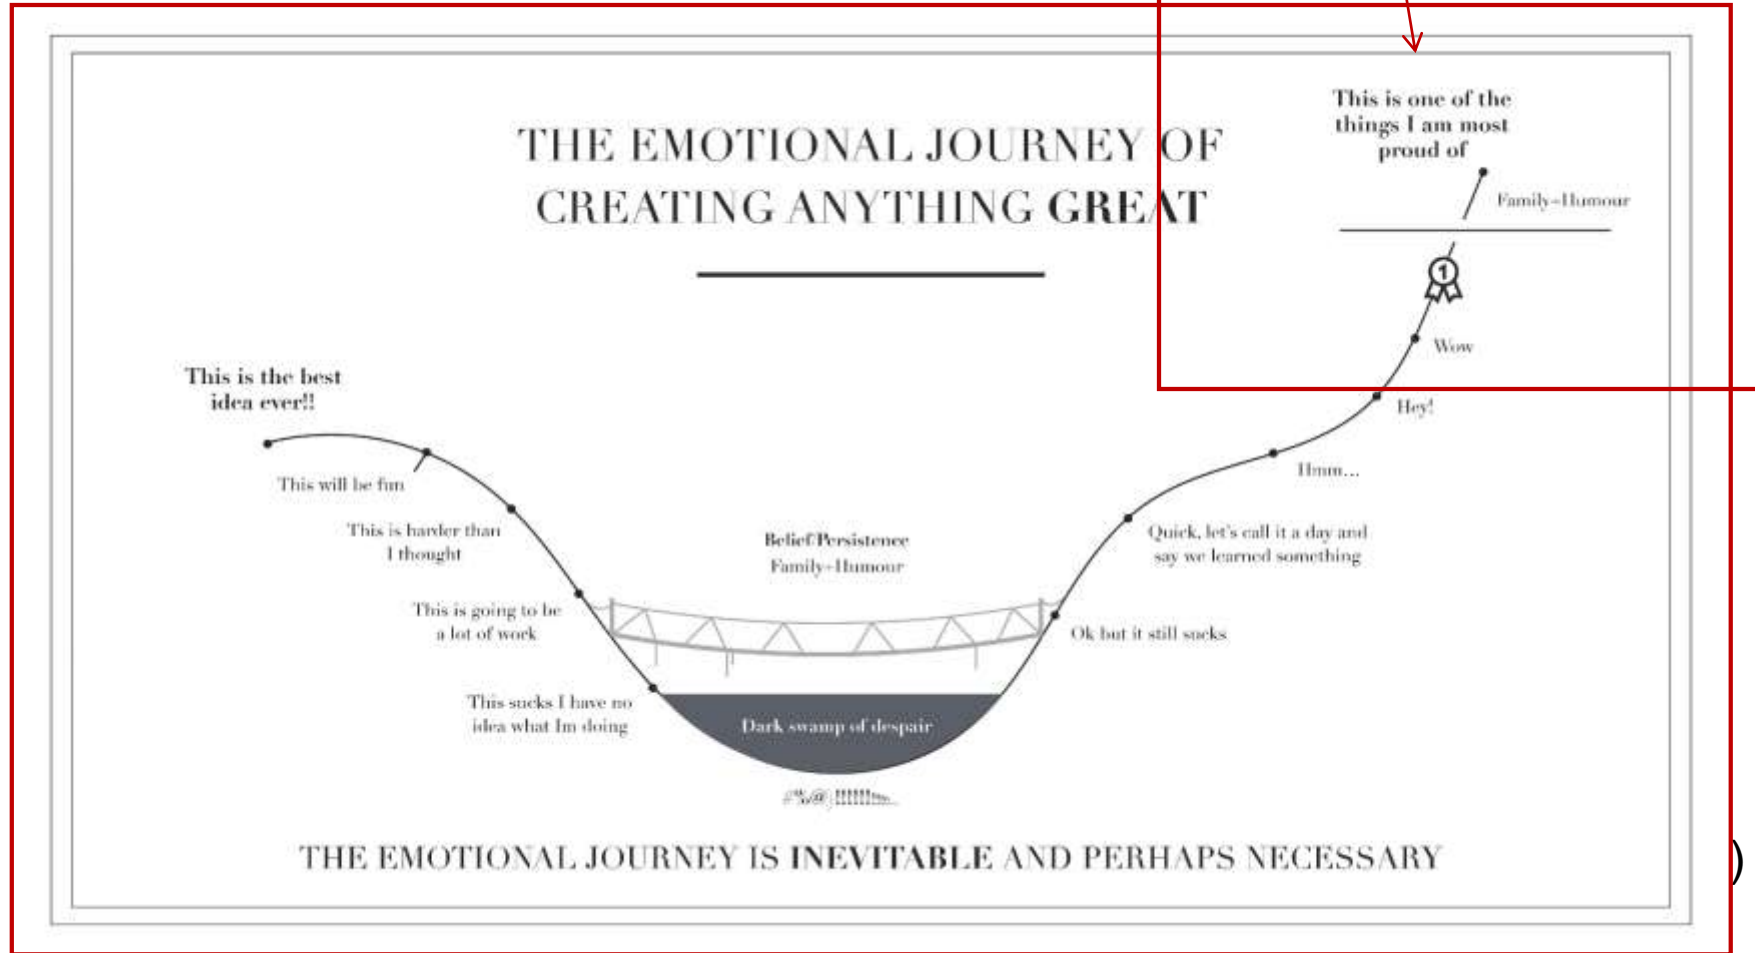 THE EMOTIONAL JOURNEY OF
CREATING ANYTHING GREAT
This is one of the
things I am most
proud of
Family+Humour
1
Wow
Hey!
Hmm...
Quick, let's call it a day and
say we learned something
Ok but it still sucks
This is the best
idea ever!!
This will be fun
This is harder than
I thought
This is going to be
a lot of work
This sucks I have no
idea what Im doing
Belief/Persistence
Family+Humour
Dark swamp of despair
THE EMOTIONAL JOURNEY IS INEVITABLE AND PERHAPS NECESSARY
)